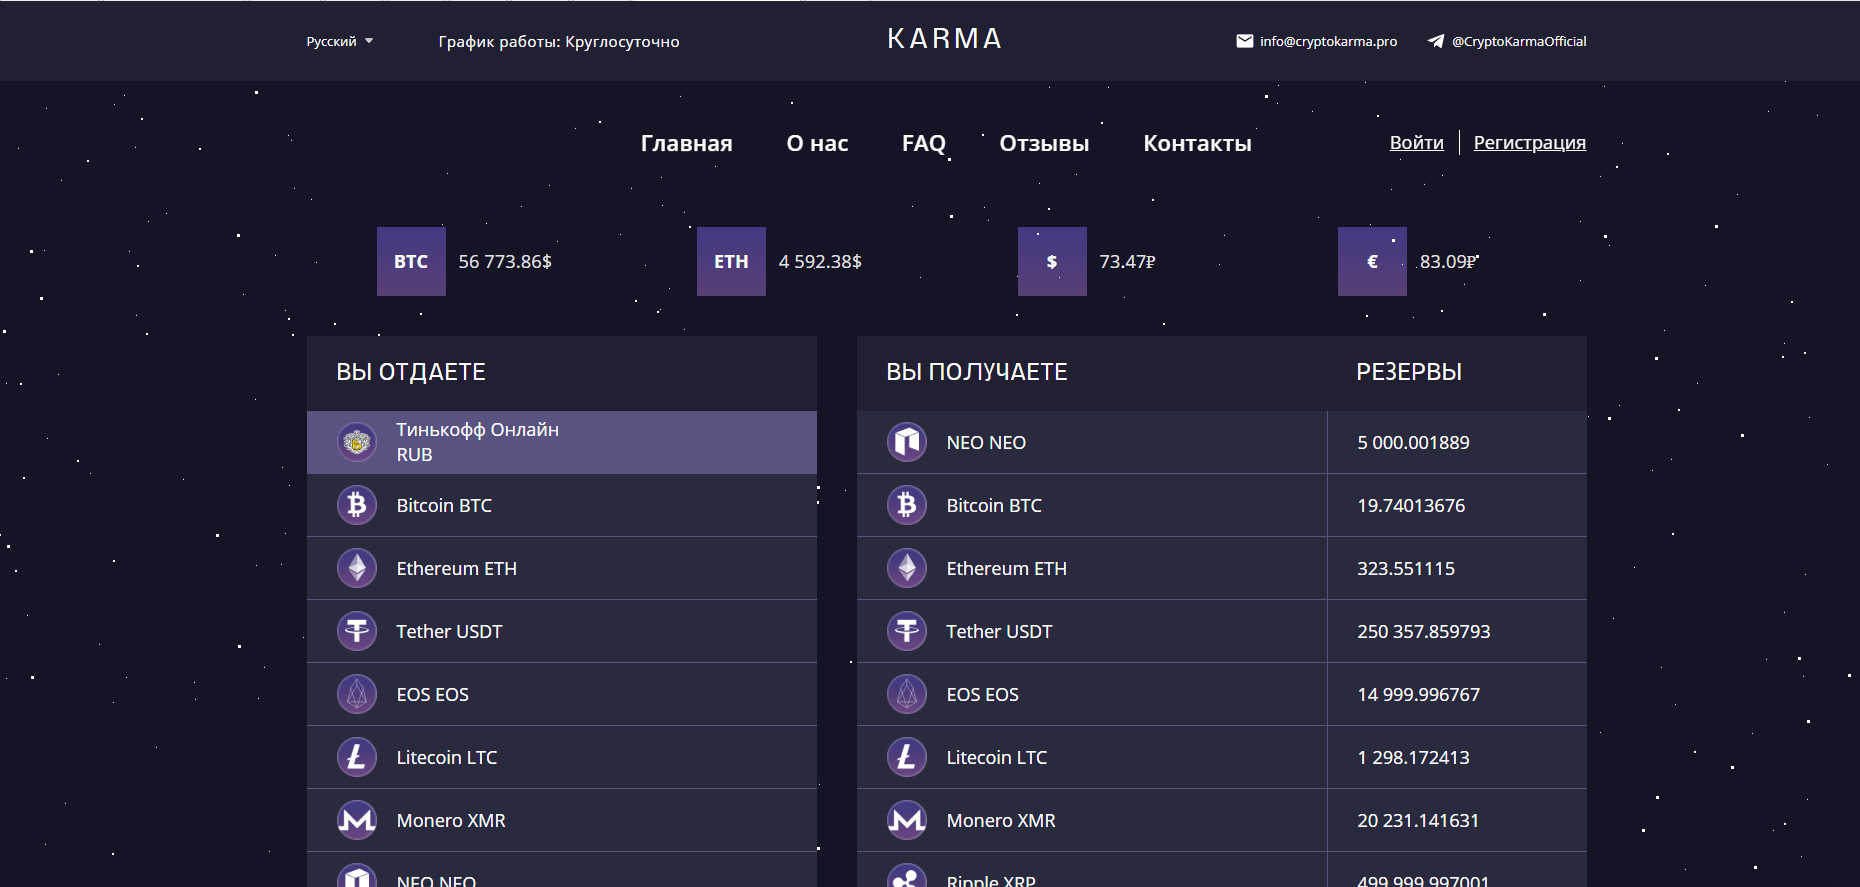 Русский
График работы: Круглосуточно
KARMA
info@cryptokarma.pro
@CryptoKarmaOfficial
Главная
О нас
FAQ
Отзывы
Контакты
Войти
Регистрация
BTC
56 773.86$
ETH
4 592.38$
$
73.47₽
€
83.09₽
ВЫ ОТДАЕТЕ
Тинькофф Онлайн
RUB
Bitcoin BTC
Ethereum ETH
Tether USDT
EOS EOS
Litecoin LTC
Monero XMR
NEO NEO
ВЫ ПОЛУЧАЕТЕ
РЕЗЕРВЫ
NEO NEO
5 000.001889
Bitcoin BTC
19.74013676
Ethereum ETH
323.551115
Tether USDT
250 357.859793
EOS EOS
14 999.996767
Litecoin LTC
1 298.172413
Monero XMR
20 231.141631
Ripple XRP
499 999.997001